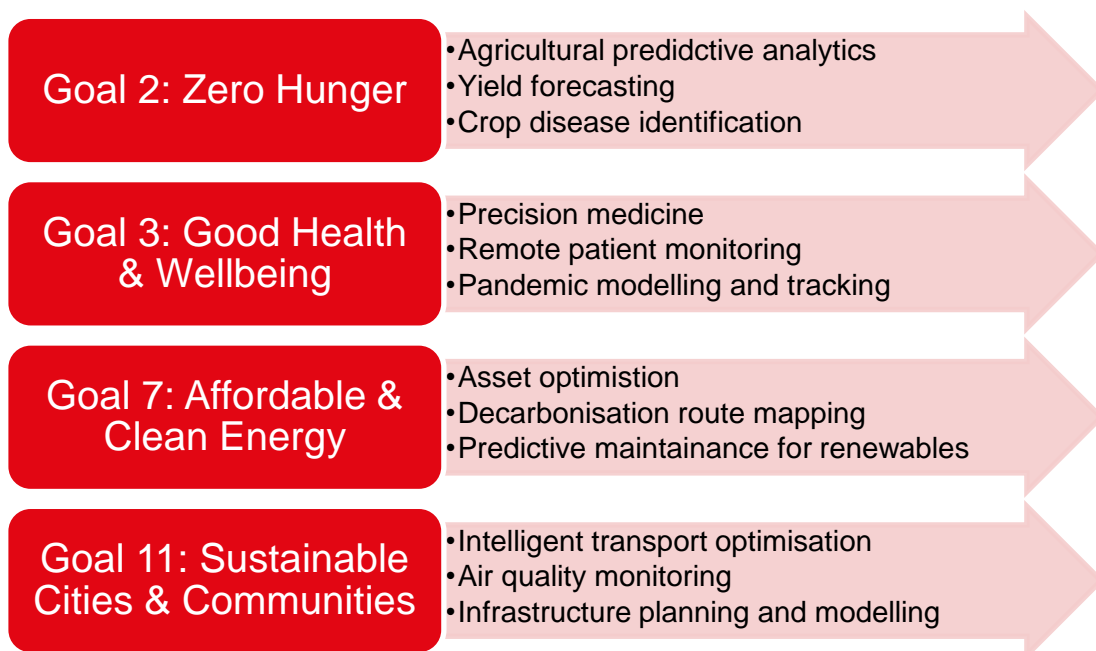 Goal 2: Zero Hunger
•Agricultural predidctive analytics
•Yield forecasting
•Crop disease identification
Goal 3: Good Health
& Wellbeing
•Precision medicine
•Remote patient monitoring
•Pandemic modelling and tracking
Goal 7: Affordable &
Clean Energy
•Asset optimistion
•Decarbonisation route mapping
•Predictive maintainance for renewables
Goal 11: Sustainable
Cities & Communities
•Intelligent transport optimisation
•Air quality monitoring
•Infrastructure planning and modelling